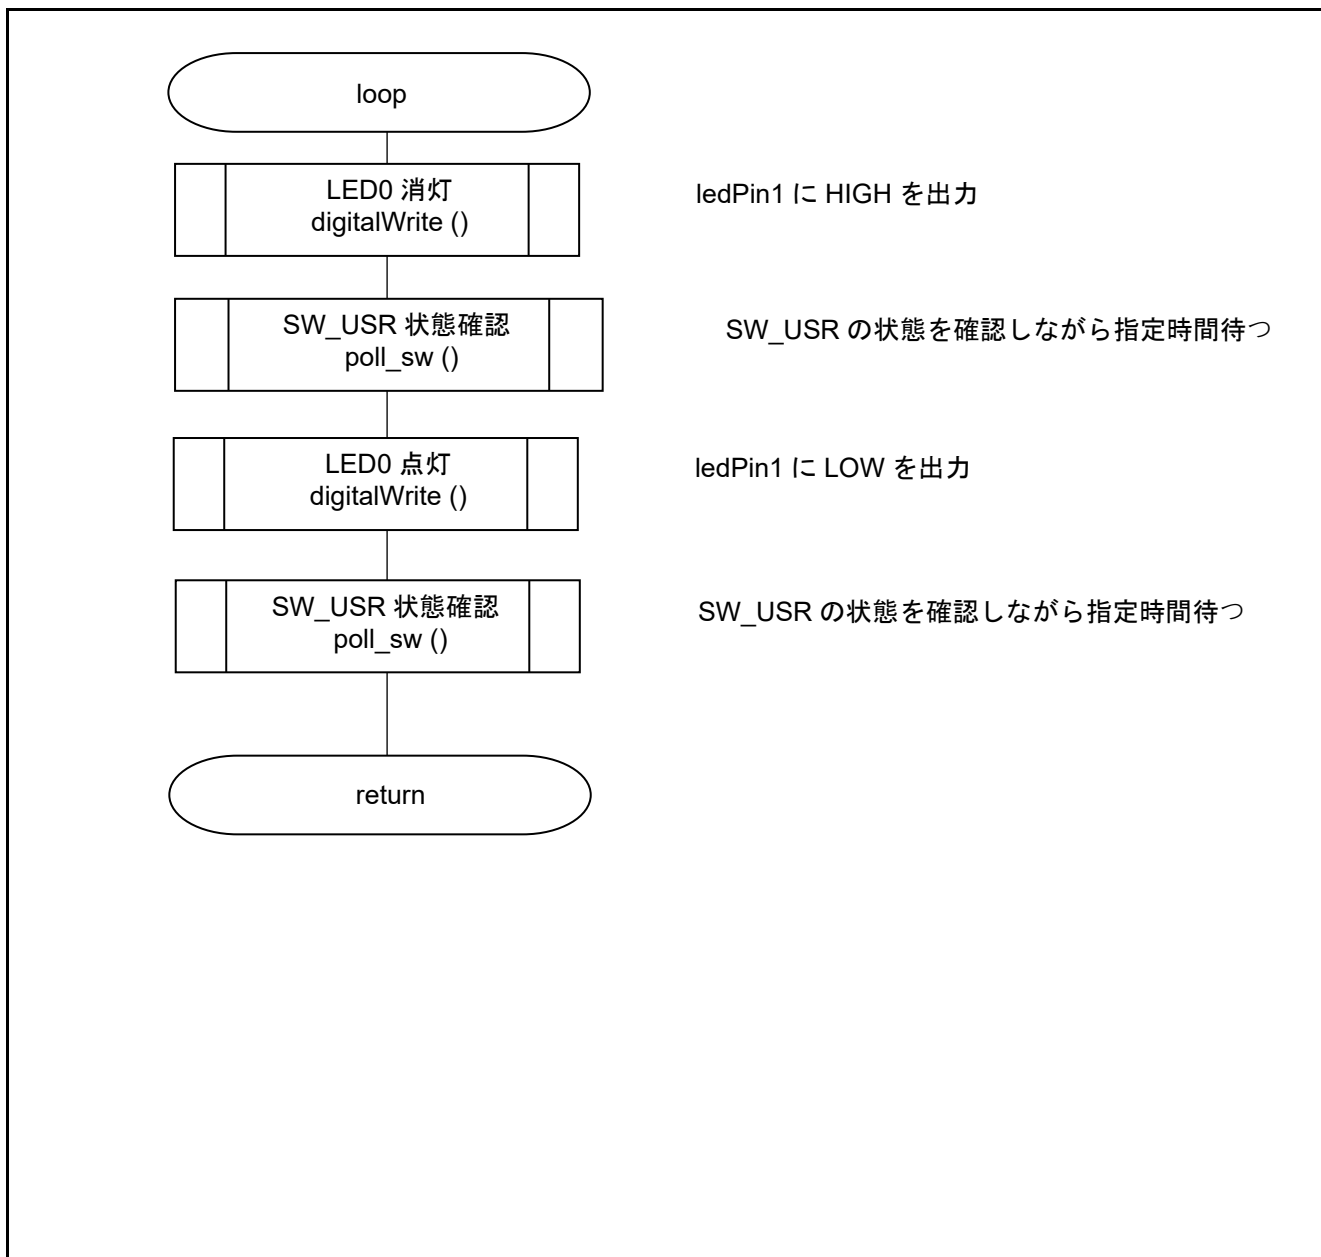 loop
LED0 消灯
digitalWrite ()
ledPin1 に HIGH を出力
SW_USR 状態確認
poll_sw ()
SW_USR の状態を確認しながら指定時間待つ
LED0 点灯
digitalWrite ()
ledPin1 に LOW を出力
SW_USR 状態確認
poll_sw ()
SW_USR の状態を確認しながら指定時間待つ
return